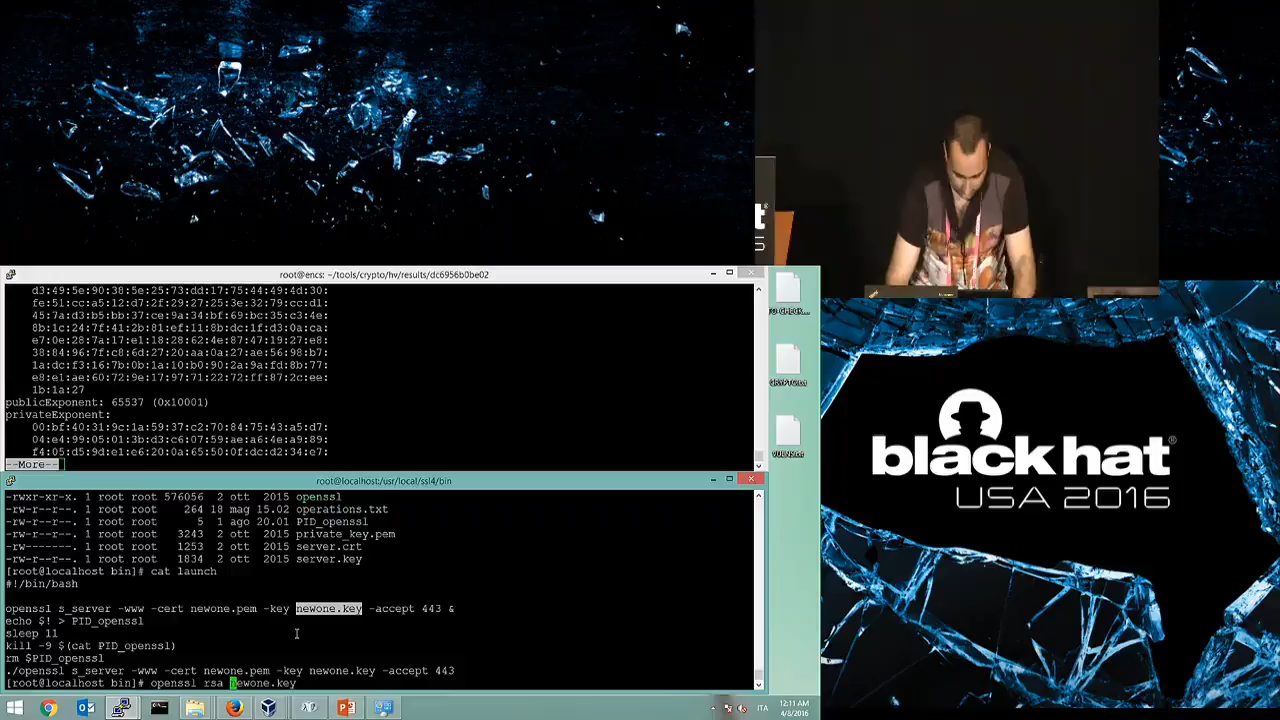 root@encs: ~/tools/crypto/hv/results/dc6956b0be02
d3:49:5e:90:38:5e:25:73:dd:17:75:44:49:4d:30:
fe:51:cc:a5:12:d7:2f:29:27:25:3e:32:79:cc:d1:
45:7a:d3:b5:bb:37:ce:9a:34:bf:69:bc:35:c3:4e:
8b:1c:24:7f:41:2b:81:ef:11:8b:dc:1f:d3:0a:ca:
e7:0e:28:7a:17:e1:18:28:62:4e:87:47:19:27:e8:
38:84:96:7f:c8:6d:27:20:aa:0a:27:ae:56:98:b7:
1a:dc:f3:16:7b:0b:1a:10:b0:90:2a:9a:fd:8b:77:
e8:e1:ae:60:72:9e:17:97:71:22:72:ff:87:2c:ee:
1b:1a:27
publicExponent: 65537 (0x10001)
privateExponent:
00:bf:40:31:9c:1a:59:37:c2:70:84:75:43:a5:d7:
04:e4:99:05:01:3b:d3:c6:07:59:ae:a6:4e:a9:89:
f4:05:d5:9d:e1:e6:20:0a:65:50:0f:dc:d2:34:e7:
--More--
root@localhost:/usr/local/ssl4/bin
-rwxr-xr-x. 1 root root 576056 2 ott 2015 openssl
-rw-r--r--. 1 root root 264 18 mag 15.02 operations.txt
-rw-r--r--. 1 root root 5 1 ago 20.01 PID_openssl
-rw-r--r--. 1 root root 3243 2 ott 2015 private_key.pem
-rw-------. 1 root root 1253 2 ott 2015 server.crt
-rw-r--r--. 1 root root 1834 2 ott 2015 server.key
[root@localhost bin]# cat launch
#!/bin/bash
openssl s_server -www -cert newone.pem -key newone.key -accept 443 &
echo $! > PID_openssl
sleep 11
kill -9 $(cat PID_openssl)
rm $PID_openssl
./openssl s_server -www -cert newone.pem -key newone.key -accept 443
[root@localhost bin]# openssl rsa newone.key
TO-CHECK...
CRYPTO.txt
VULNS.txt
black hat®
USA 2016
ITA
12:11 AM
4/8/2016